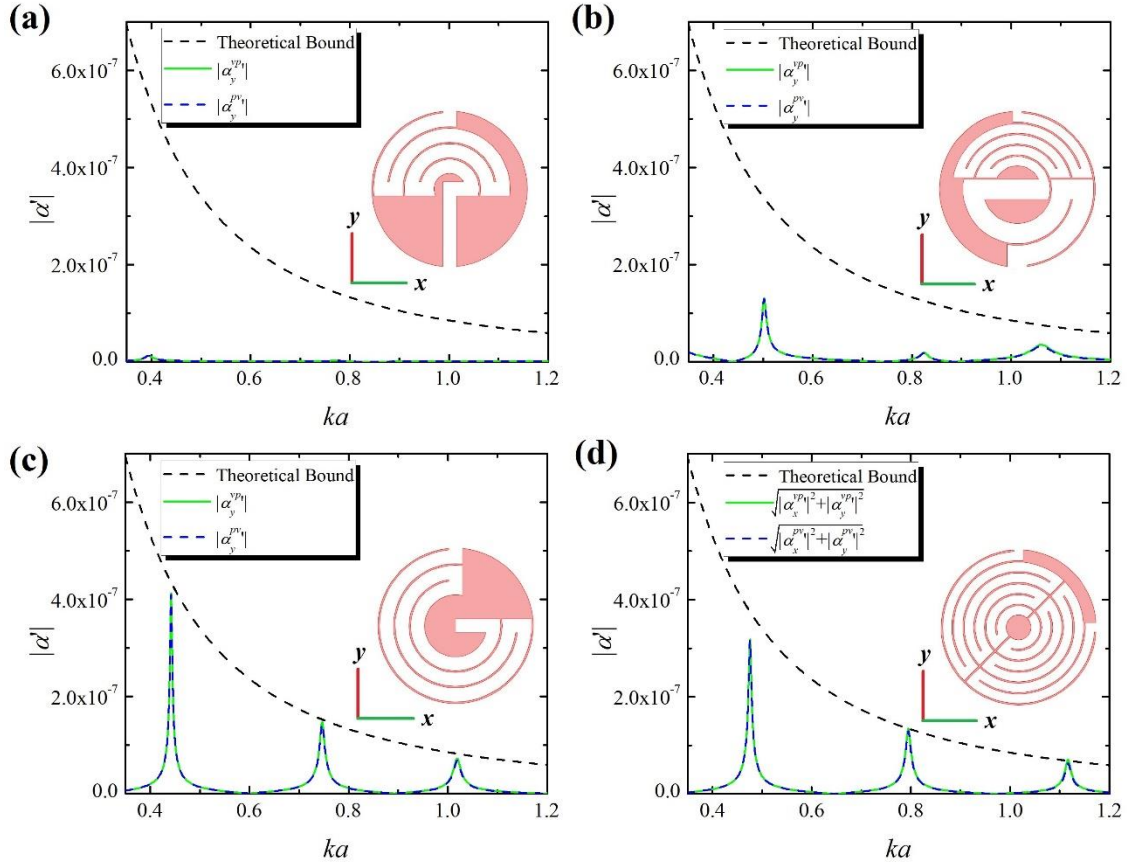 (a)
Theoretical Bound
|α_y^{vp}'|
|α_y^{pv}'|
6.0x10^-7
4.0x10^-7
2.0x10^-7
0.0
|α'|
y
x
0.4 0.6 0.8 1.0 1.2
ka
(b)
Theoretical Bound
|α_y^{vp}'|
|α_y^{pv}'|
6.0x10^-7
4.0x10^-7
2.0x10^-7
0.0
|α'|
y
x
0.4 0.6 0.8 1.0 1.2
ka
(c)
Theoretical Bound
|α_y^{vp}'|
|α_y^{pv}'|
6.0x10^-7
4.0x10^-7
2.0x10^-7
0.0
|α'|
y
x
0.4 0.6 0.8 1.0 1.2
ka
(d)
Theoretical Bound
√|α_x^{vp}'|^2+|α_y^{vp}'|^2
√|α_x^{pv}'|^2+|α_y^{pv}'|^2
6.0x10^-7
4.0x10^-7
2.0x10^-7
0.0
|α'|
y
x
0.4 0.6 0.8 1.0 1.2
ka